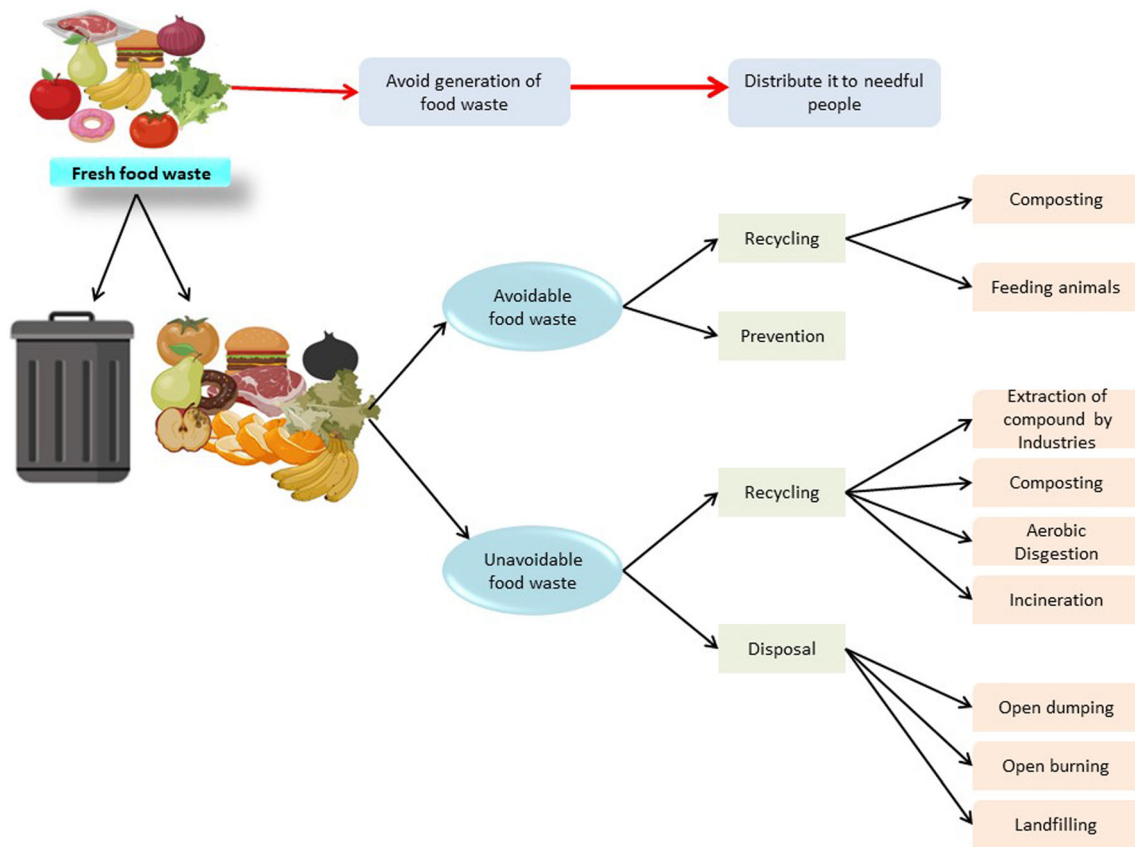 Avoid generation of
food waste
Distribute it to needful
people
Fresh food waste
Avoidable
food waste
Recycling
Composting
Feeding animals
Prevention
Unavoidable
food waste
Recycling
Extraction of
compound by
Industries
Composting
Aerobic
Disgestion
Incineration
Disposal
Open dumping
Open burning
Landfilling